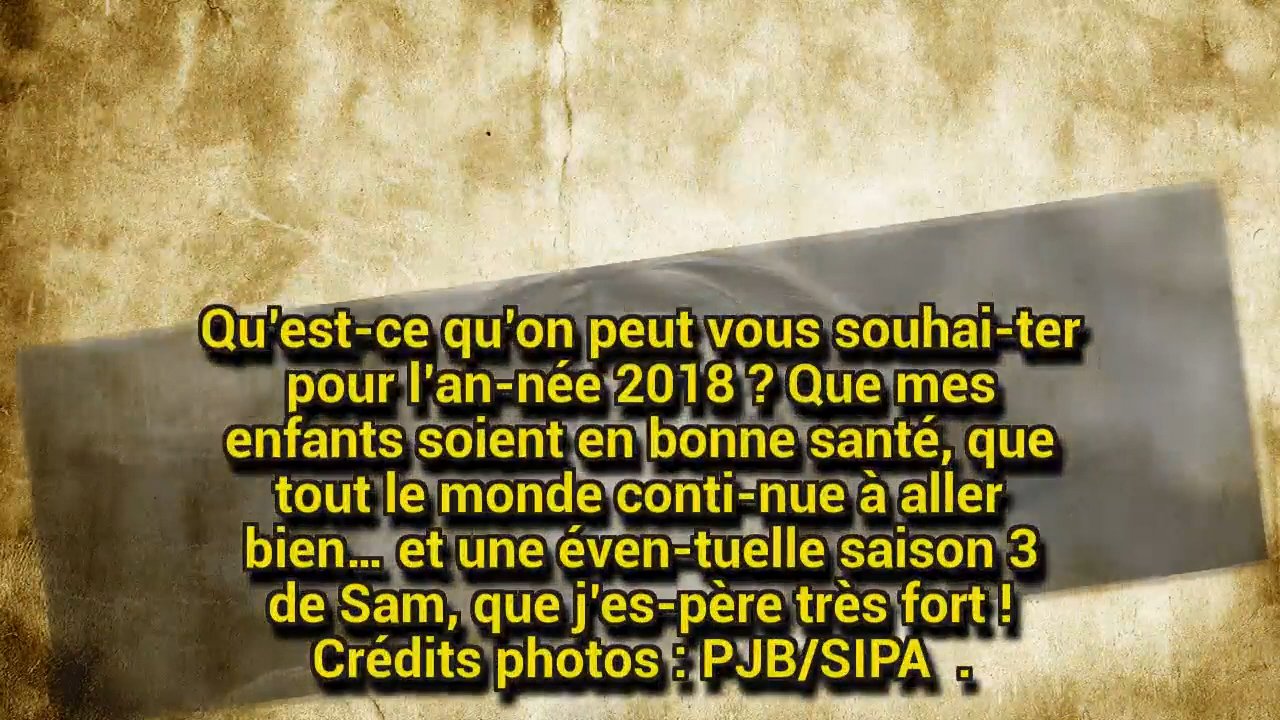 Qu'est-ce qu'on peut vous souhai-ter
pour l'an-née 2018 ? Que mes
enfants soient en bonne santé, que
tout le monde conti-nue à aller
bien… et une éven-tuelle saison 3
de Sam, que j'es-père très fort !
Crédits photos : PJB/SIPA .